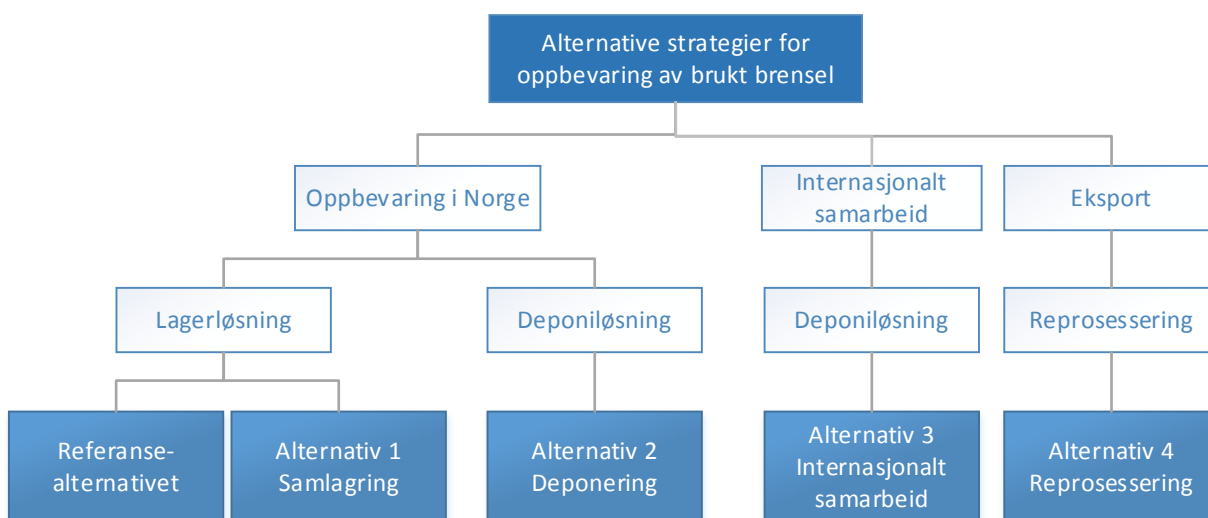 Alternative strategier for
oppbevaring av brukt brensel
Oppbevaring i Norge
Internasjonalt
samarbeid
Eksport
Lagerløsning
Deponiløsning
Deponiløsning
Reprosessering
Referanse-
alternativet
Alternativ 1
Samlagring
Alternativ 2
Deponering
Alternativ 3
Internasjonalt
samarbeid
Alternativ 4
Reprosessering